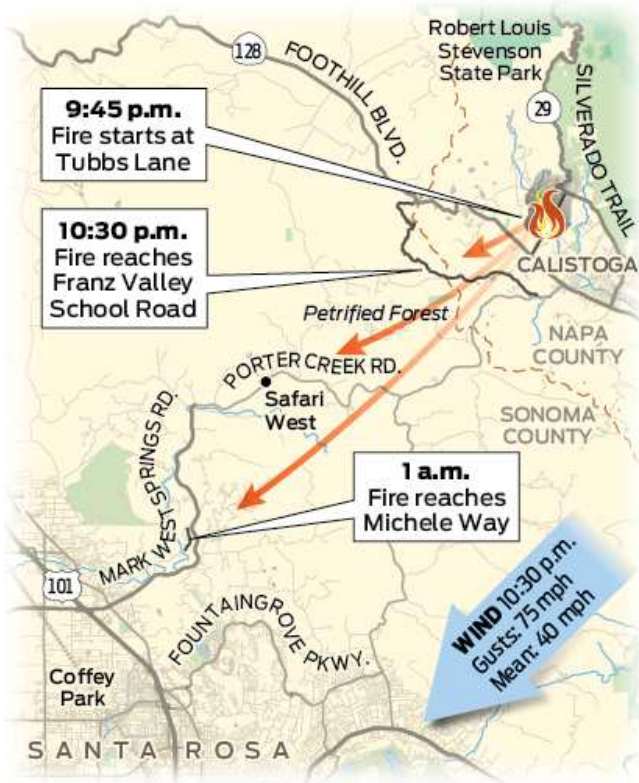 Robert Louis
Stevenson
State Park
128
FOOTHILL BLVD.
29
SILVERADO TRAIL
9:45 p.m.
Fire starts at
Tubbs Lane
10:30 p.m.
Fire reaches
Franz Valley
School Road
CALISTOGA
Petrified Forest
NAPA
COUNTY
PORTER CREEK RD.
Safari
West
SONOMA
COUNTY
MARK WEST SPRINGS RD.
1 a.m.
Fire reaches
Michele Way
101
WIND 10:30 p.m.
Gusts: 75 mph
Mean: 40 mph
FOUNTAINGROVE PKWY.
Coffey
Park
SANTA ROSA